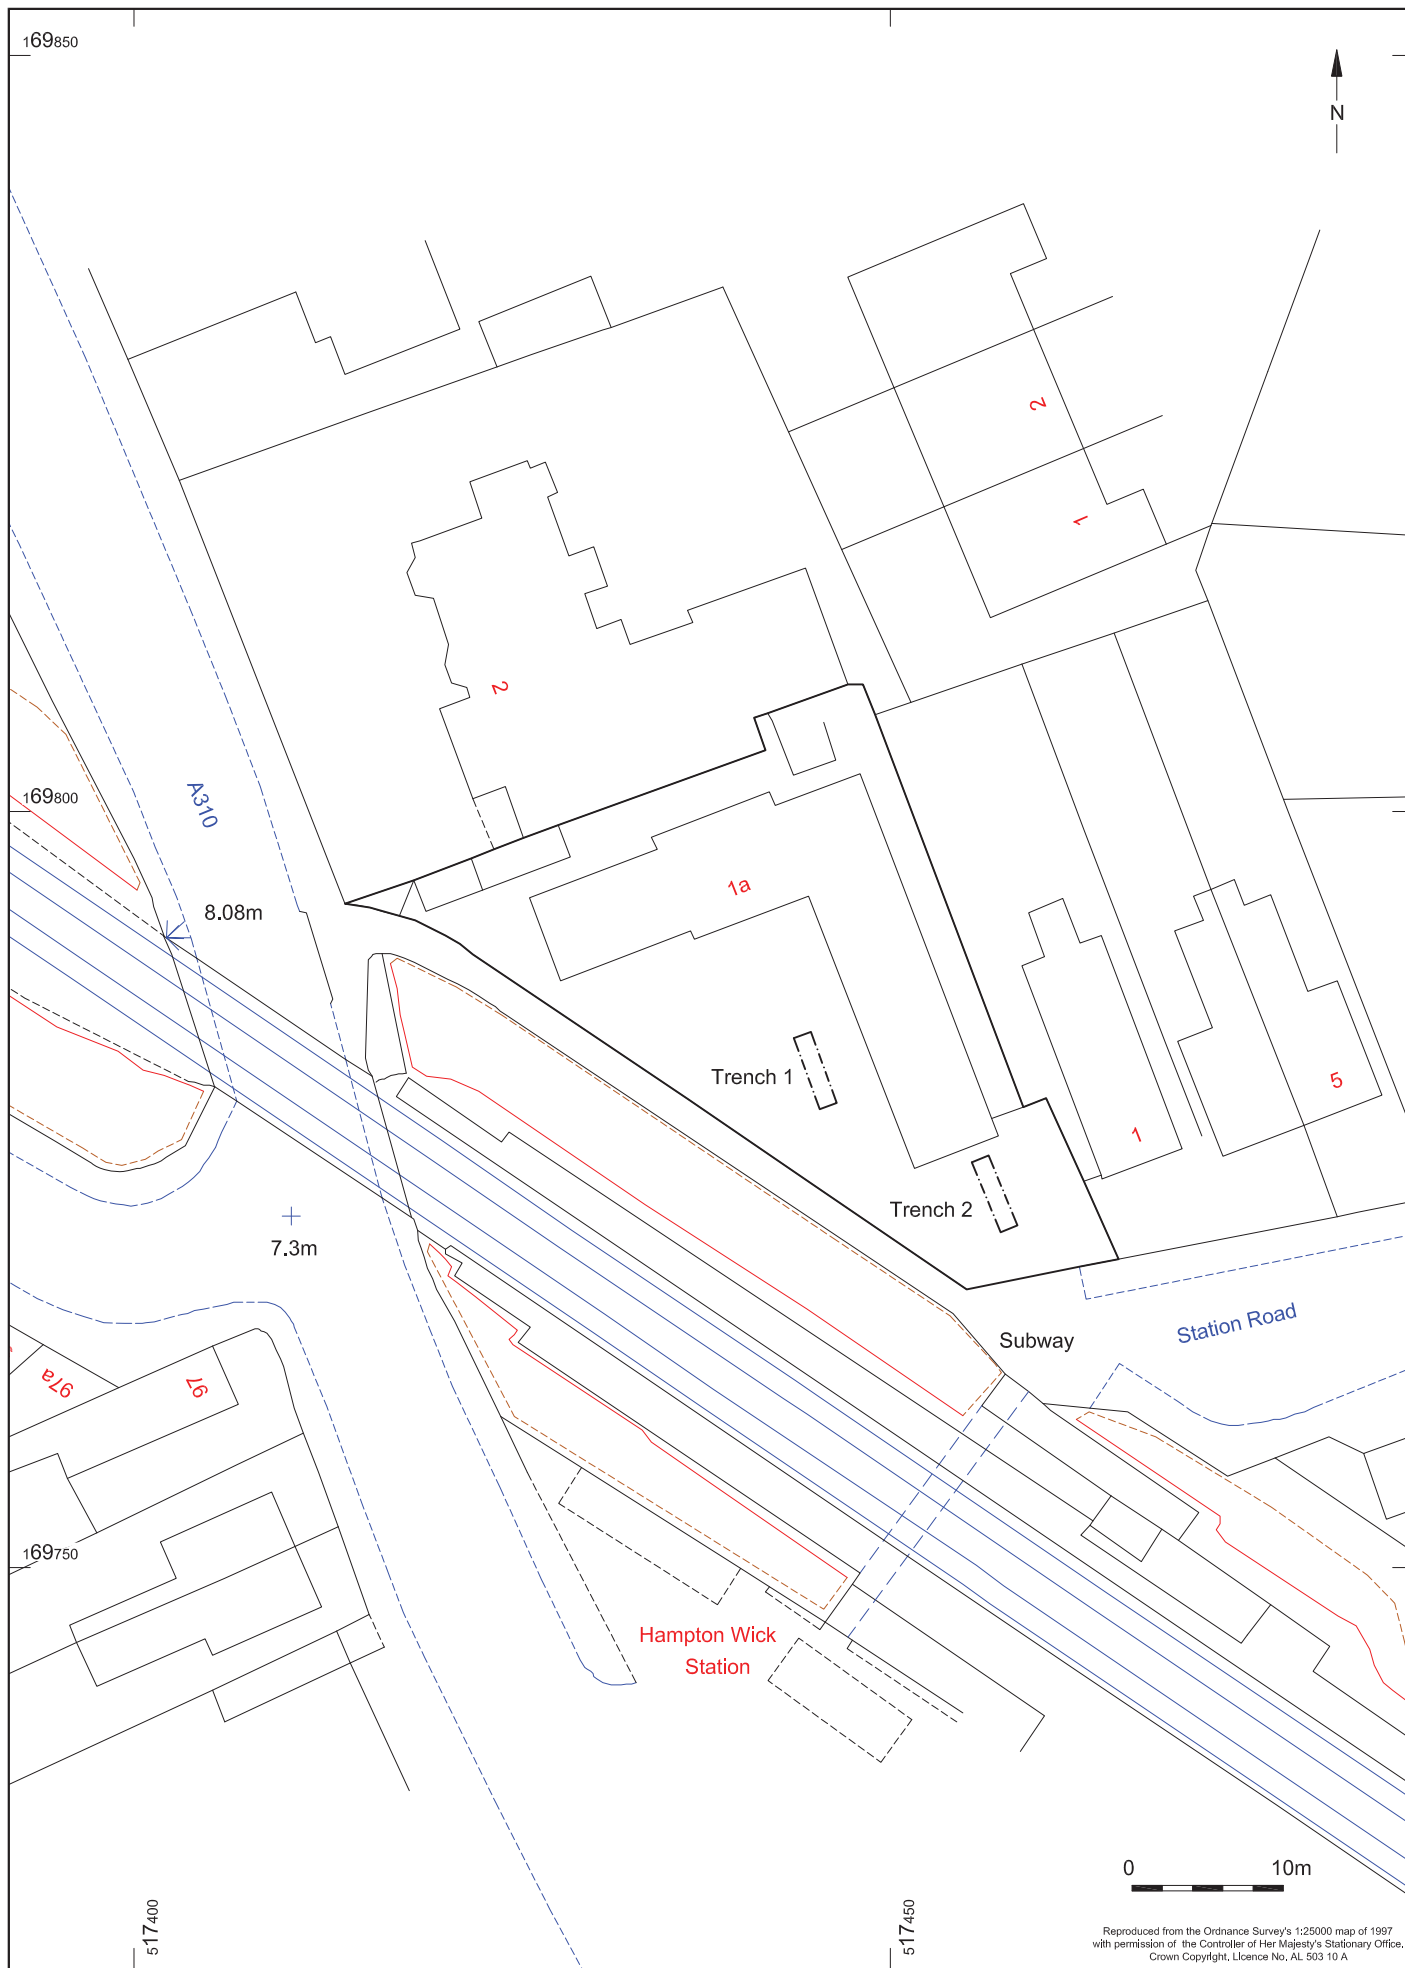 169850
N
2
1
2
A310
169800
1a
8.08m
Trench 1
5
1
Trench 2
7.3m
Station Road
Subway
97a
97
169750
Hampton Wick
Station
0 10m
517400
517450
Reproduced from the Ordnance Survey's 1:25000 map of 1997
with permission of the Controller of Her Majesty's Stationary Office.
Crown Copyright, Licence No. AL 503 10 A